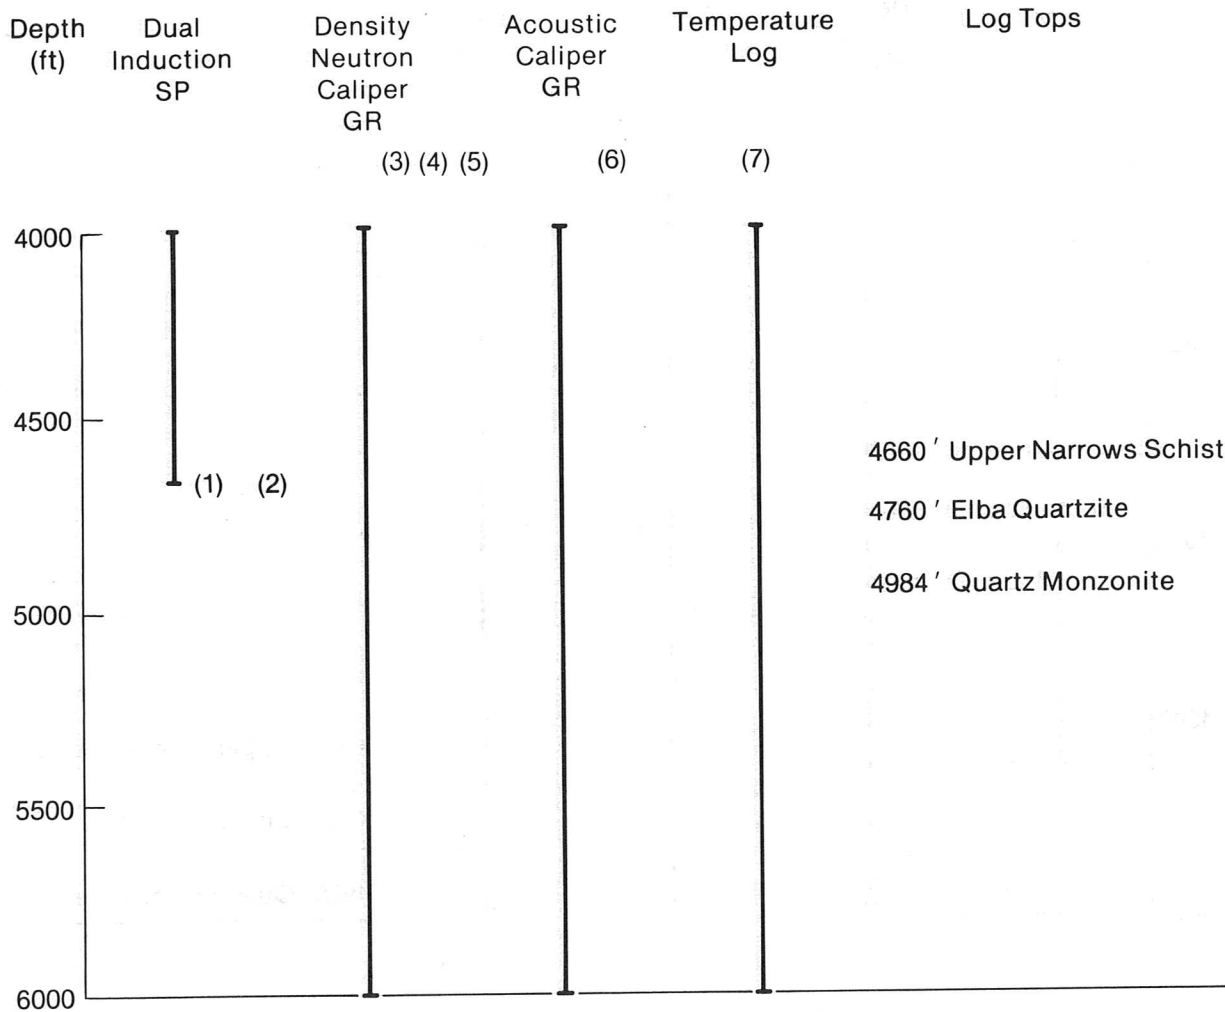 Depth
(ft)
Dual
Induction
SP
Density
Neutron
Caliper
GR
Acoustic
Caliper
GR
Temperature
Log
Log Tops
(3) (4) (5)
(6)
(7)
4000
4500
4660 ' Upper Narrows Schist
(1) (2)
4760 ' Elba Quartzite
4984 ' Quartz Monzonite
5000
5500
6000